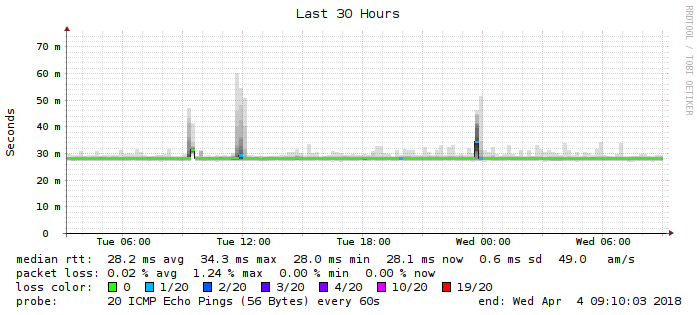 Last 30 Hours
RRDTOOL / TOBI OETIKER
Seconds
70 m
60 m
50 m
40 m
30 m
20 m
10 m
0
Tue 06:00 Tue 12:00 Tue 18:00 Wed 00:00 Wed 06:00
median rtt: 28.2 ms avg 34.3 ms max 28.0 ms min 28.1 ms now 0.6 ms sd 49.0 am/s
packet loss: 0.02 % avg 1.24 % max 0.00 % min 0.00 % now
loss color: 0 1/20 2/20 3/20 4/20 10/20 19/20
probe: 20 ICMP Echo Pings (56 Bytes) every 60s end: Wed Apr 4 09:10:03 2018